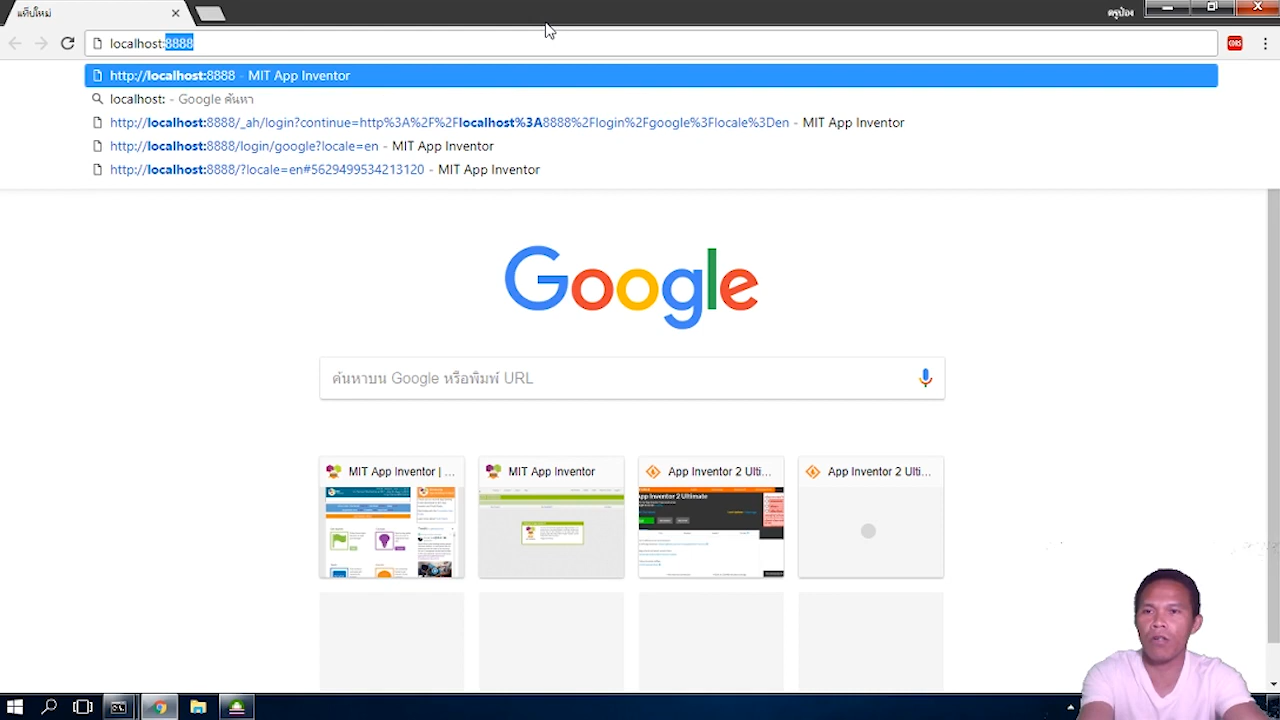 แท็บใหม่
ครูป้อง
localhost:8888
CORS
http://localhost:8888 - MIT App Inventor
localhost: - Google ค้นหา
http://localhost:8888/_ah/login?continue=http%3A%2F%2Flocalhost%3A8888%2Flogin%2Fgoogle%3Flocale%3Den - MIT App Inventor
http://localhost:8888/login/google?locale=en - MIT App Inventor
http://localhost:8888/?locale=en#5629499534213120 - MIT App Inventor
Google
ค้นหาบน Google หรือพิมพ์ URL
MIT App Inventor | ...
MIT App Inventor
App Inventor 2 Ulti...
App Inventor 2 Ulti...
App Inventor 2 Ultimate